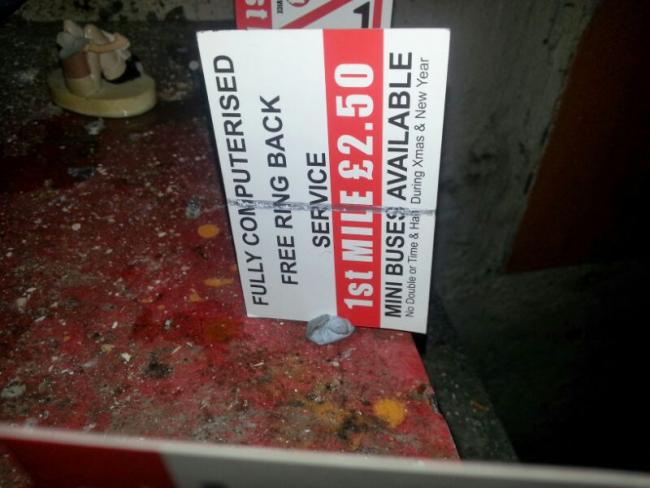 FULLY COMPUTERISED
FREE RING BACK
SERVICE
1st MILE £2.50
MINI BUSES AVAILABLE
No Double or Time & Half During Xmas & New Year